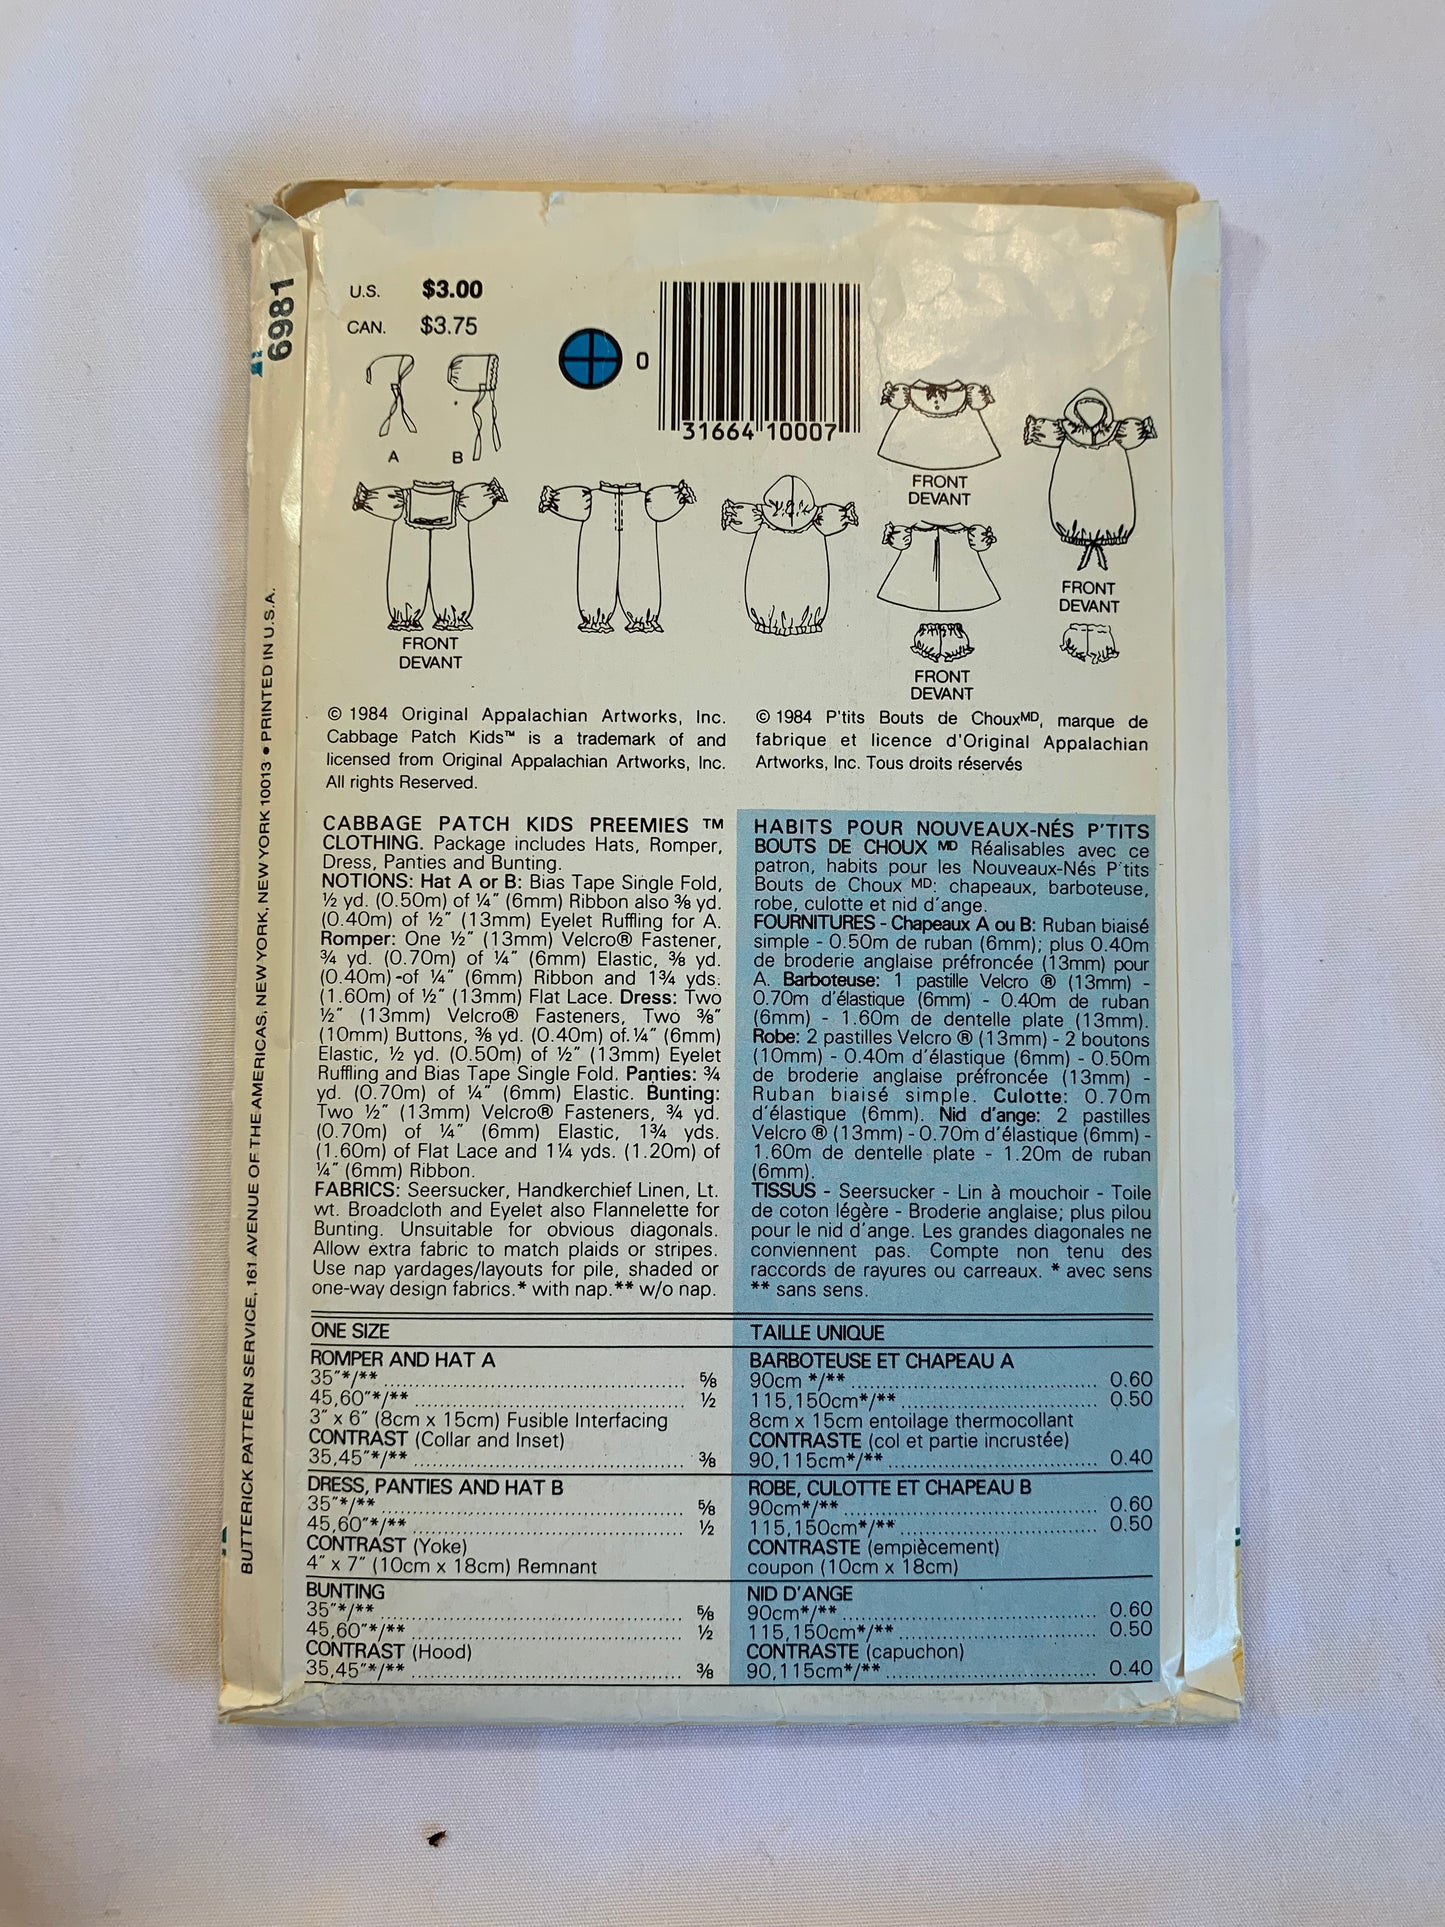 6981
BUTTERICK PATTERN SERVICE, 161 AVENUE OF THE AMERICAS, NEW YORK, NEW YORK 10013 • PRINTED IN U.S.A.
U.S. $3.00
CAN. $3.75
0
31664 10007
A B
FRONT
DEVANT
FRONT
DEVANT
FRONT
DEVANT
FRONT
DEVANT
© 1984 Original Appalachian Artworks, Inc.
Cabbage Patch Kids™ is a trademark of and
licensed from Original Appalachian Artworks, Inc.
All rights Reserved.
© 1984 P'tits Bouts de Chouxᴹᴰ, marque de
fabrique et licence d'Original Appalachian
Artworks, Inc. Tous droits réservés
CABBAGE PATCH KIDS PREEMIES ™
CLOTHING. Package includes Hats, Romper,
Dress, Panties and Bunting.
NOTIONS: Hat A or B: Bias Tape Single Fold,
½ yd. (0.50m) of ¼" (6mm) Ribbon also ⅜ yd.
(0.40m) of ½" (13mm) Eyelet Ruffling for A.
Romper: One ½" (13mm) Velcro® Fastener,
¾ yd. (0.70m) of ¼" (6mm) Elastic, ⅜ yd.
(0.40m) of ¼" (6mm) Ribbon and 1¾ yds.
(1.60m) of ½" (13mm) Flat Lace. Dress: Two
½" (13mm) Velcro® Fasteners, Two ⅜"
(10mm) Buttons, ⅜ yd. (0.40m) of ¼" (6mm)
Elastic, ½ yd. (0.50m) of ½" (13mm) Eyelet
Ruffling and Bias Tape Single Fold. Panties: ¾
yd. (0.70m) of ¼" (6mm) Elastic. Bunting:
Two ½" (13mm) Velcro® Fasteners, ¾ yd.
(0.70m) of ¼" (6mm) Elastic, 1¾ yds.
(1.60m) of Flat Lace and 1¼ yds. (1.20m) of
¼" (6mm) Ribbon.
FABRICS: Seersucker, Handkerchief Linen, Lt.
wt. Broadcloth and Eyelet also Flannelette for
Bunting. Unsuitable for obvious diagonals.
Allow extra fabric to match plaids or stripes.
Use nap yardages/layouts for pile, shaded or
one-way design fabrics.* with nap.** w/o nap.
HABITS POUR NOUVEAUX-NÉS P'TITS
BOUTS DE CHOUX ᴹᴰ Réalisables avec ce
patron, habits pour les Nouveaux-Nés P'tits
Bouts de Choux ᴹᴰ: chapeaux, barboteuse,
robe, culotte et nid d'ange.
FOURNITURES - Chapeaux A ou B: Ruban biaisé
simple - 0.50m de ruban (6mm); plus 0.40m
de broderie anglaise préfroncée (13mm) pour
A. Barboteuse: 1 pastille Velcro ® (13mm) -
0.70m d'élastique (6mm) - 0.40m de ruban
(6mm) - 1.60m de dentelle plate (13mm).
Robe: 2 pastilles Velcro ® (13mm) - 2 boutons
(10mm) - 0.40m d'élastique (6mm) - 0.50m
de broderie anglaise préfroncée (13mm) -
Ruban biaisé simple. Culotte: 0.70m
d'élastique (6mm). Nid d'ange: 2 pastilles
Velcro ® (13mm) - 0.70m d'élastique (6mm) -
1.60m de dentelle plate - 1.20m de ruban
(6mm).
TISSUS - Seersucker - Lin à mouchoir - Toile
de coton légère - Broderie anglaise; plus pilou
pour le nid d'ange. Les grandes diagonales ne
conviennent pas. Compte non tenu des
raccords de rayures ou carreaux. * avec sens
** sans sens.
ONE SIZE
ROMPER AND HAT A
35"*/** ⅝
45,60"*/** ½
3" x 6" (8cm x 15cm) Fusible Interfacing
CONTRAST (Collar and Inset)
35,45"*/** ⅜
DRESS, PANTIES AND HAT B
35"*/** ⅝
45,60"*/** ½
CONTRAST (Yoke)
4" x 7" (10cm x 18cm) Remnant
BUNTING
35"*/** ⅝
45,60"*/** ½
CONTRAST (Hood)
35,45"*/** ⅜
TAILLE UNIQUE
BARBOTEUSE ET CHAPEAU A
90cm */** 0.60
115,150cm*/** 0.50
8cm x 15cm entoilage thermocollant
CONTRASTE (col et partie incrustée)
90,115cm*/** 0.40
ROBE, CULOTTE ET CHAPEAU B
90cm*/** 0.60
115,150cm*/** 0.50
CONTRASTE (empiècement)
coupon (10cm x 18cm)
NID D'ANGE
90cm*/** 0.60
115,150cm*/** 0.50
CONTRASTE (capuchon)
90,115cm*/** 0.40